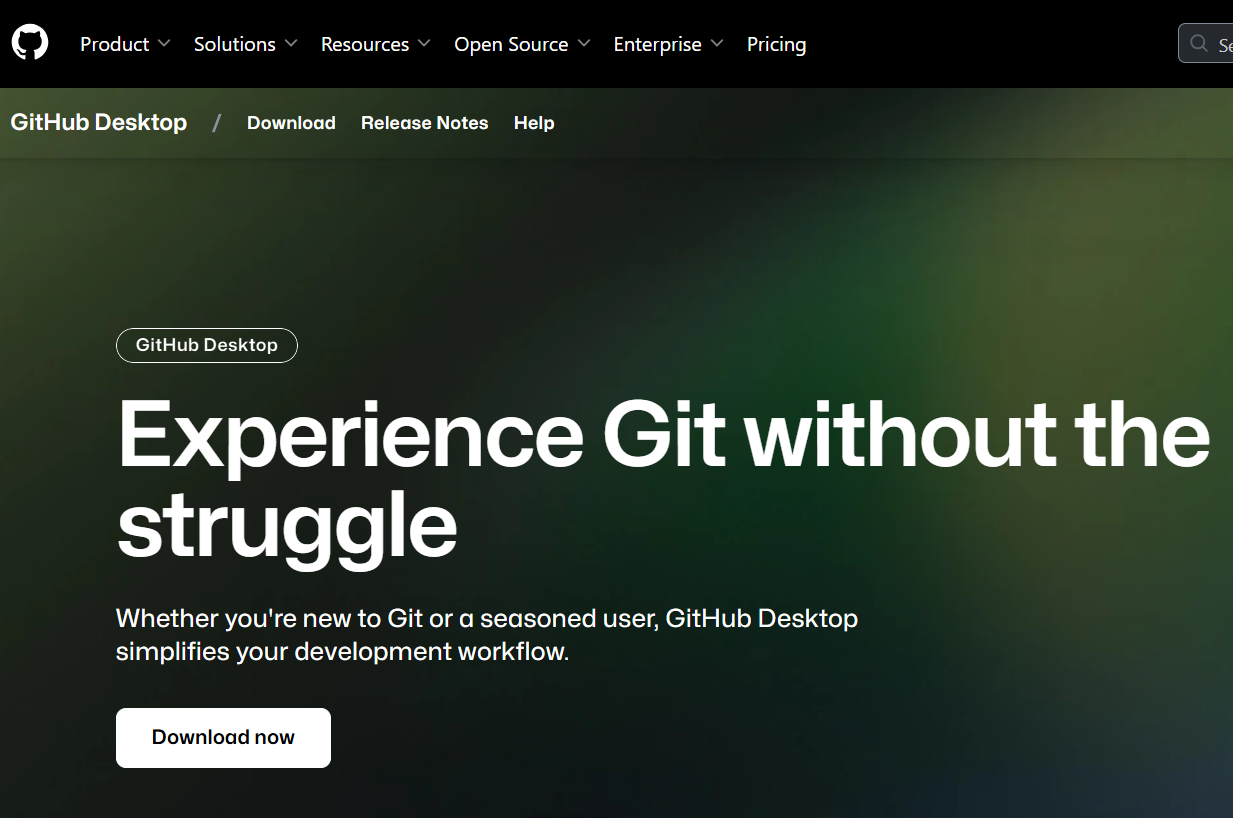 Product Solutions Resources Open Source Enterprise Pricing
GitHub Desktop / Download Release Notes Help
GitHub Desktop
Experience Git without the
struggle
Whether you're new to Git or a seasoned user, GitHub Desktop
simplifies your development workflow.
Download now